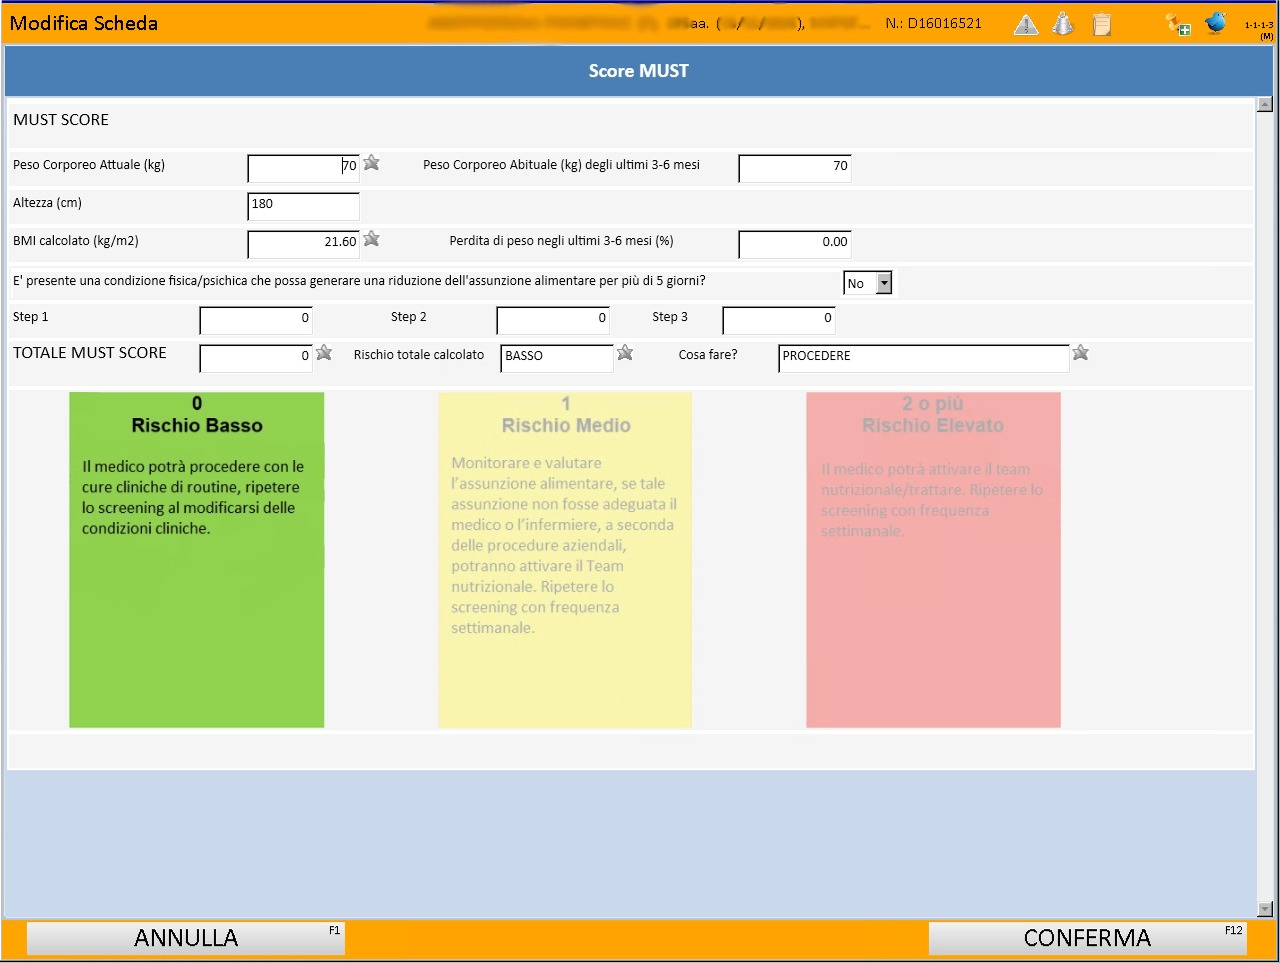 Modifica Scheda
aa. ( / / ), N.: D16016521
1-1-1-3
(M)
Score MUST
MUST SCORE
Peso Corporeo Attuale (kg) 70 Peso Corporeo Abituale (kg) degli ultimi 3-6 mesi 70
Altezza (cm) 180
BMI calcolato (kg/m2) 21.60 Perdita di peso negli ultimi 3-6 mesi (%) 0.00
E' presente una condizione fisica/psichica che possa generare una riduzione dell'assunzione alimentare per più di 5 giorni? No
Step 1 0 Step 2 0 Step 3 0
TOTALE MUST SCORE 0 Rischio totale calcolato BASSO Cosa fare? PROCEDERE
0
Rischio Basso
Il medico potrà procedere con le
cure cliniche di routine, ripetere
lo screening al modificarsi delle
condizioni cliniche.
1
Rischio Medio
Monitorare e valutare
l'assunzione alimentare, se tale
assunzione non fosse adeguata il
medico o l'infermiere, a seconda
delle procedure aziendali,
potranno attivare il Team
nutrizionale. Ripetere lo
screening con frequenza
settimanale.
2 o più
Rischio Elevato
Il medico potrà attivare il team
nutrizionale/trattare. Ripetere lo
screening con frequenza
settimanale.
ANNULLA F1
CONFERMA F12